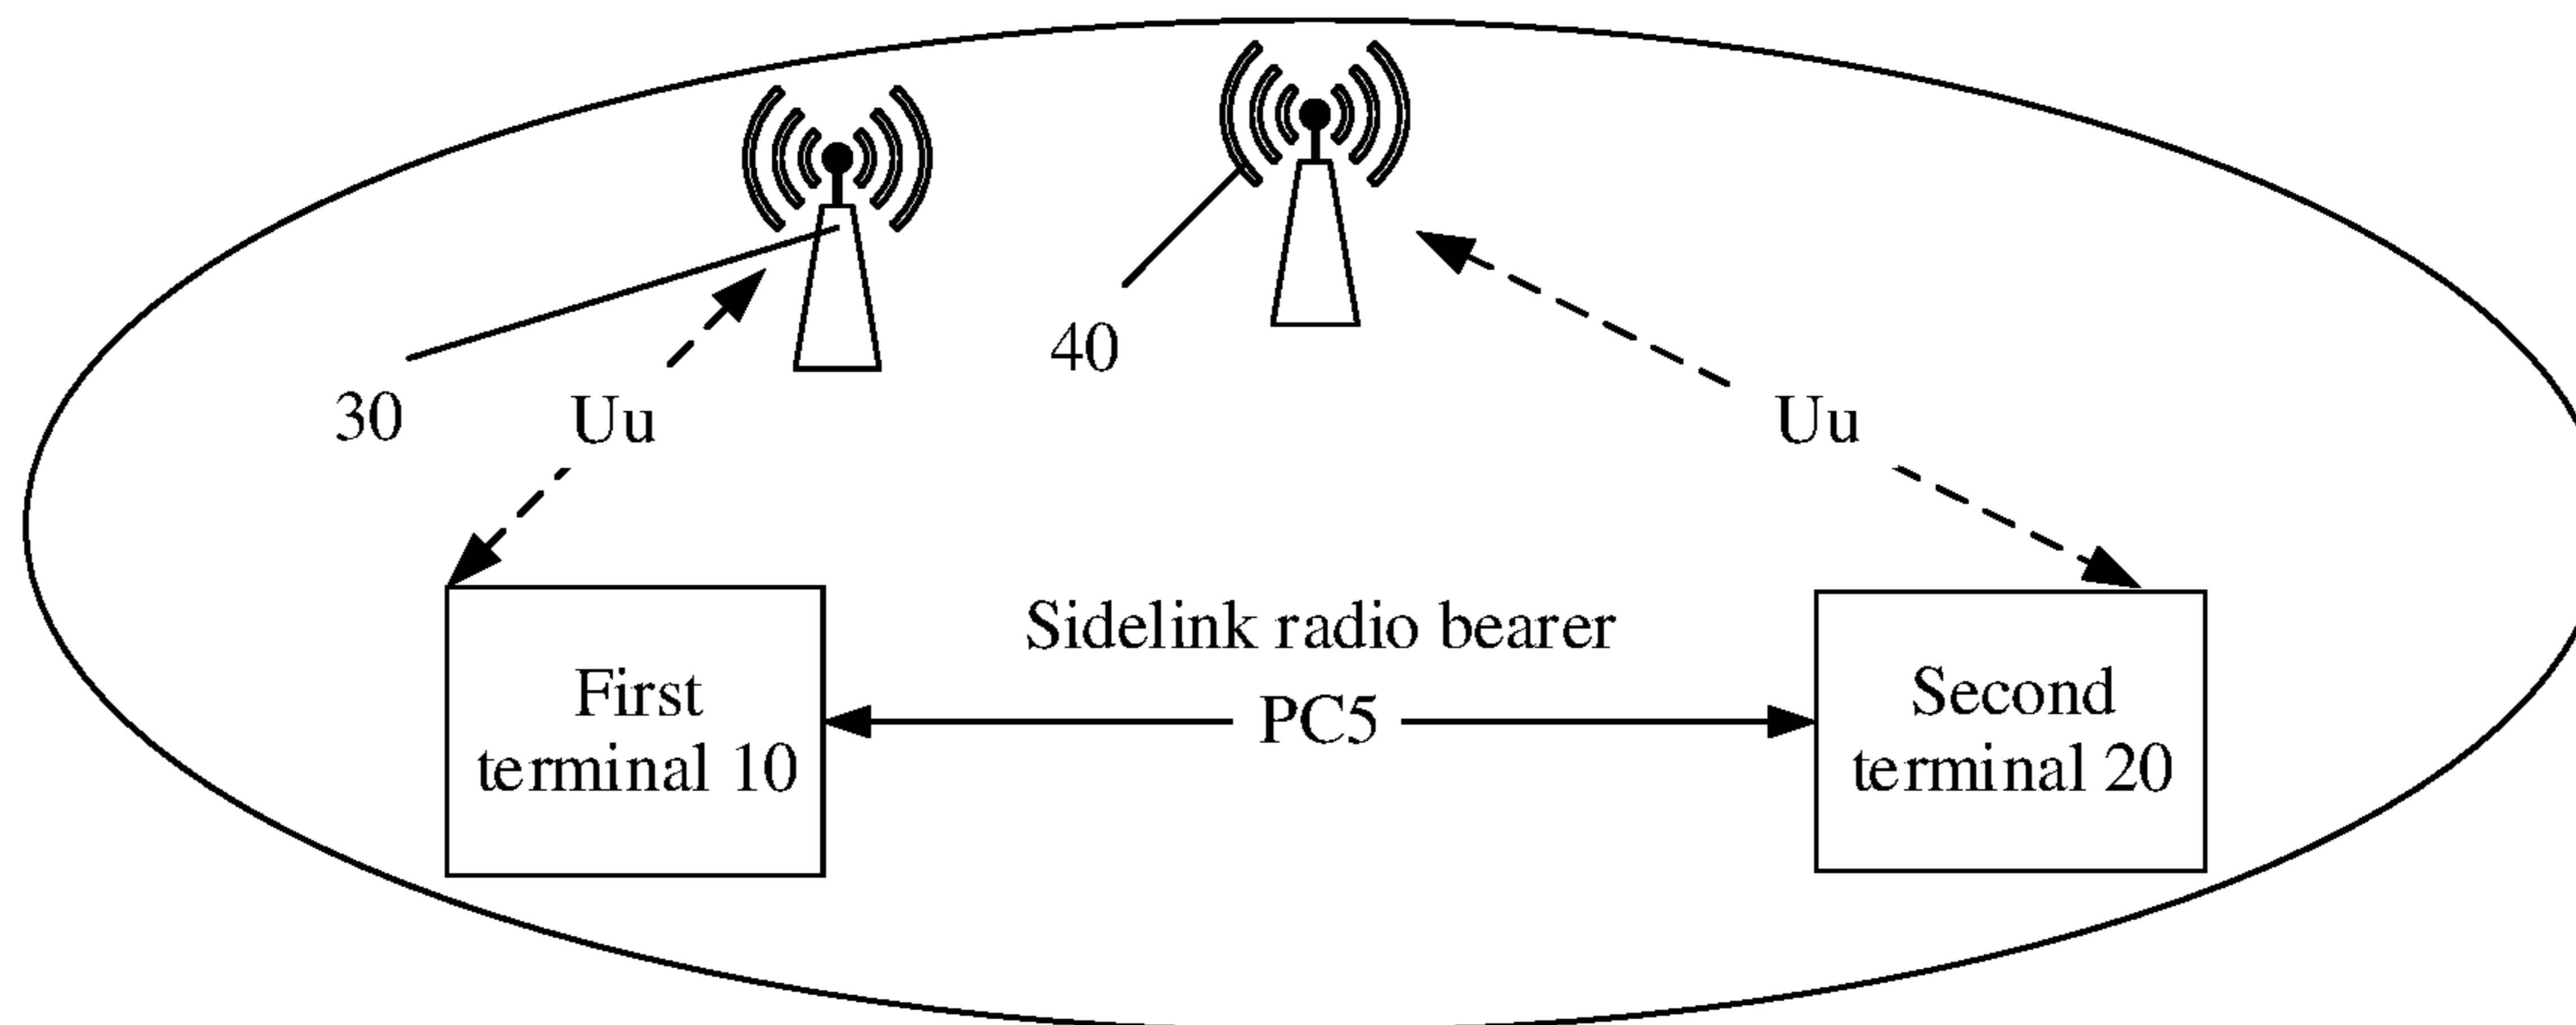 40
30
Uu
Uu
Sidelink radio bearer
PC5
First
terminal 10
Second
terminal 20